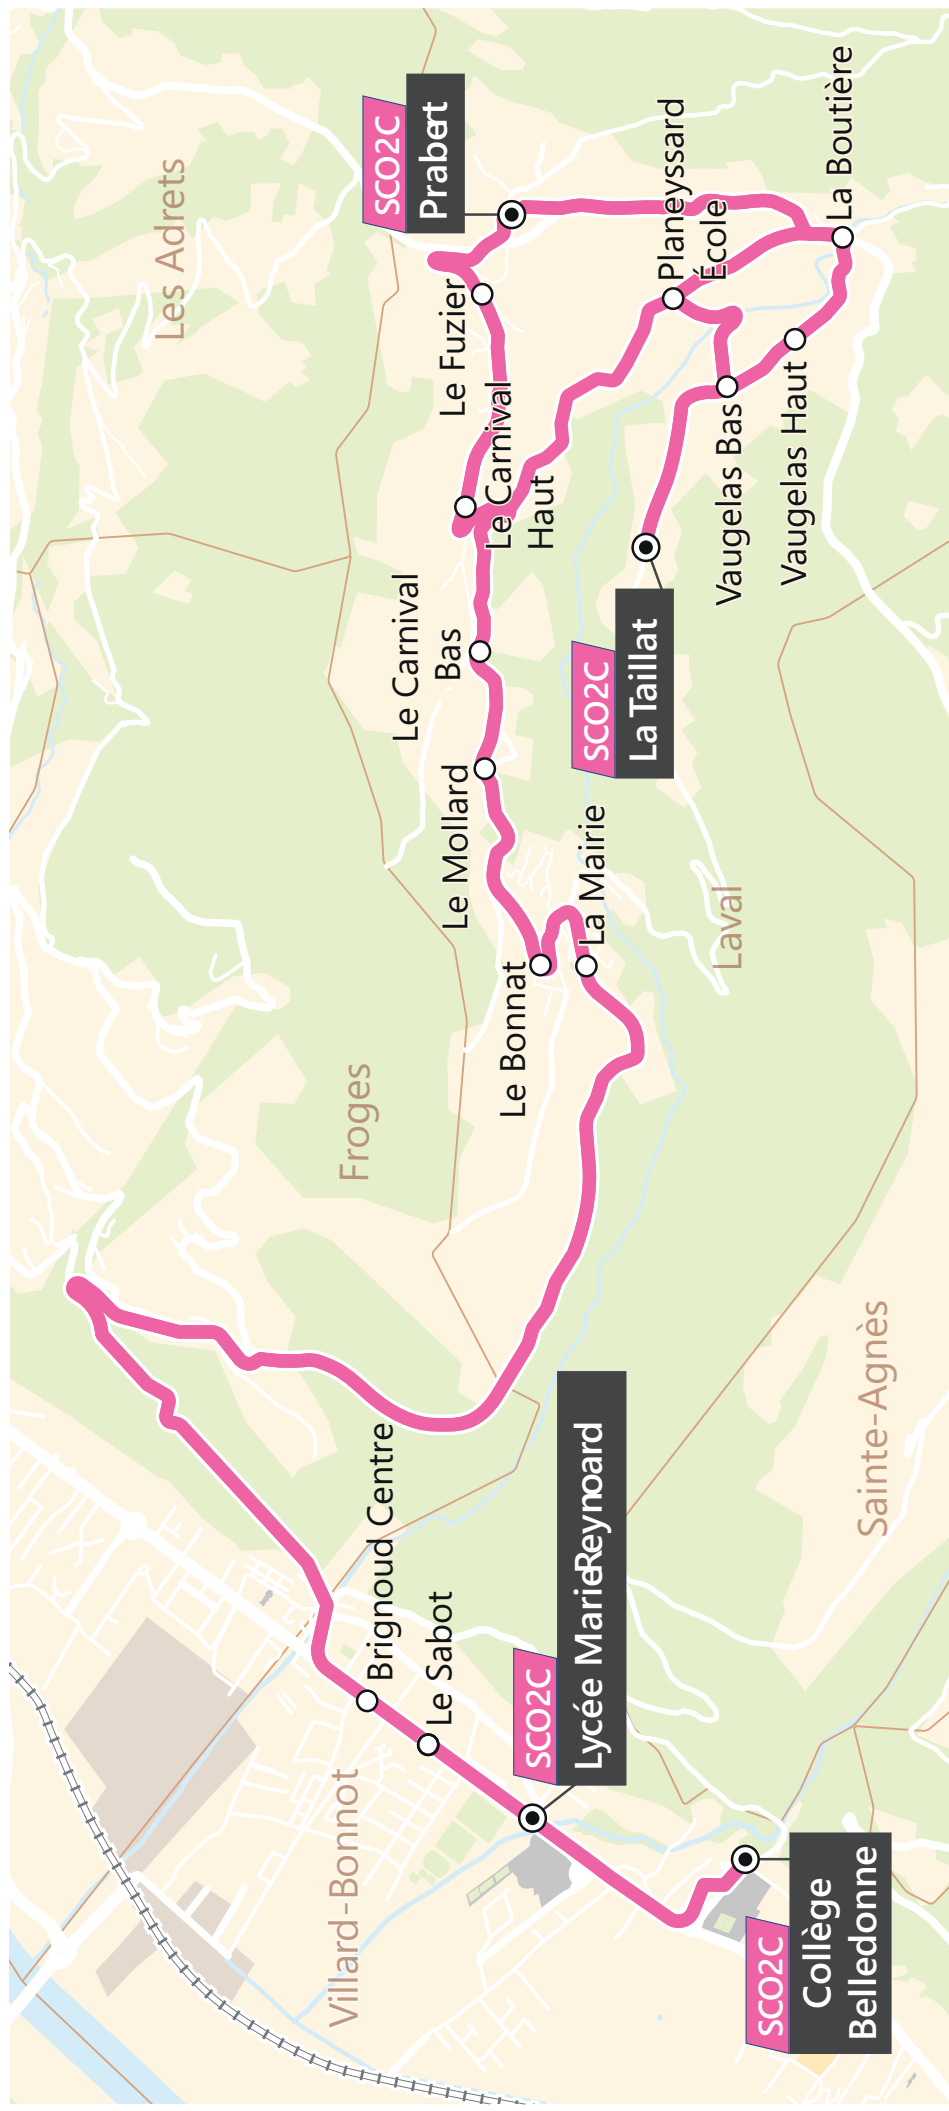 Les Adrets
SCO2C
Prabert
Le Fuzier
Le Carnival
Haut
Planeyssard
École
La Boutière
Vaugelas Haut
Vaugelas Bas
SCO2C
La Taillat
Le Carnival
Bas
Le Mollard
La Mairie
Le Bonnat
Laval
Froges
Sainte-Agnès
Brignoud Centre
Le Sabot
SCO2C
Lycée MarieReynoard
Villard-Bonnot
SCO2C
Collège
Belledonne